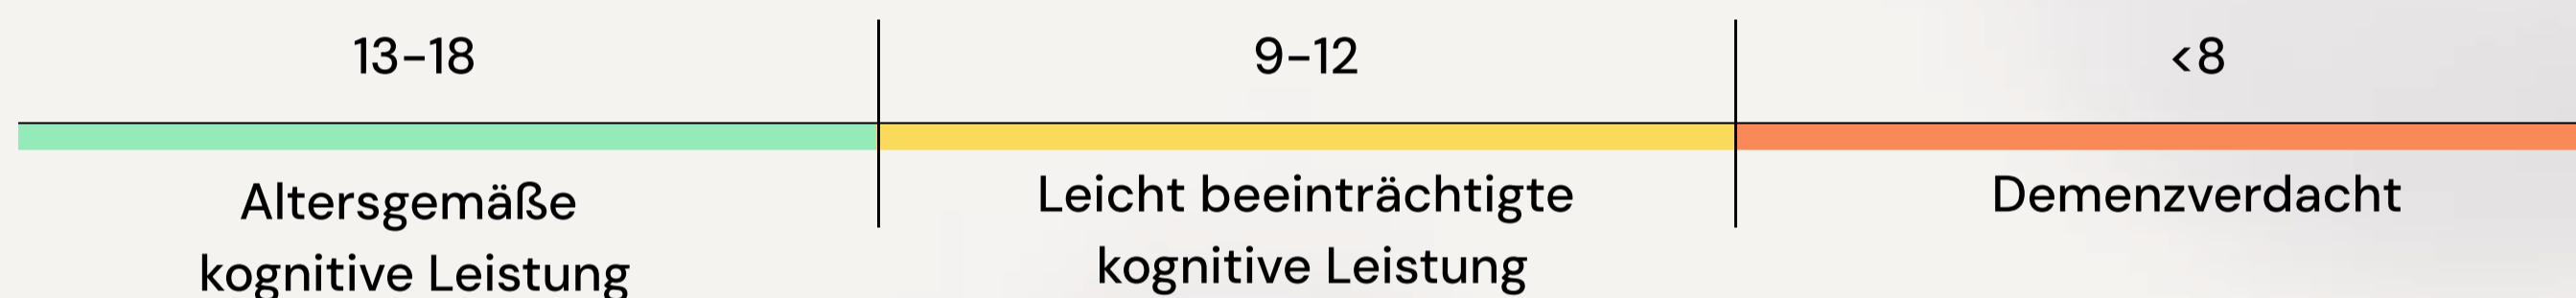 13-18
9-12
<8
Altersgemäße
kognitive Leistung
Leicht beeinträchtigte
kognitive Leistung
Demenzverdacht